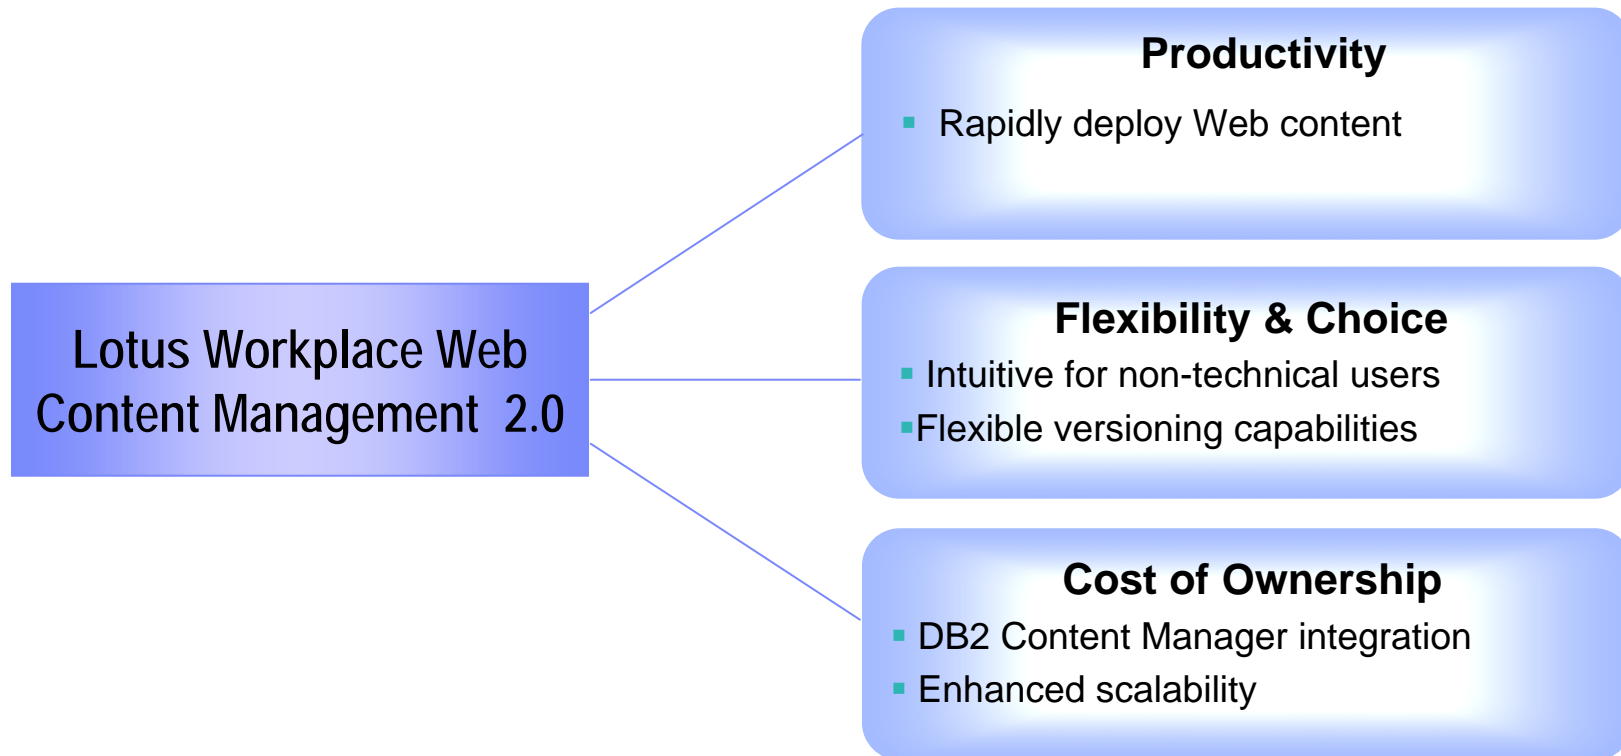 Lotus Workplace Web
Content Management 2.0
Productivity
▪ Rapidly deploy Web content
Flexibility & Choice
▪ Intuitive for non-technical users
▪Flexible versioning capabilities
Cost of Ownership
▪ DB2 Content Manager integration
▪ Enhanced scalability